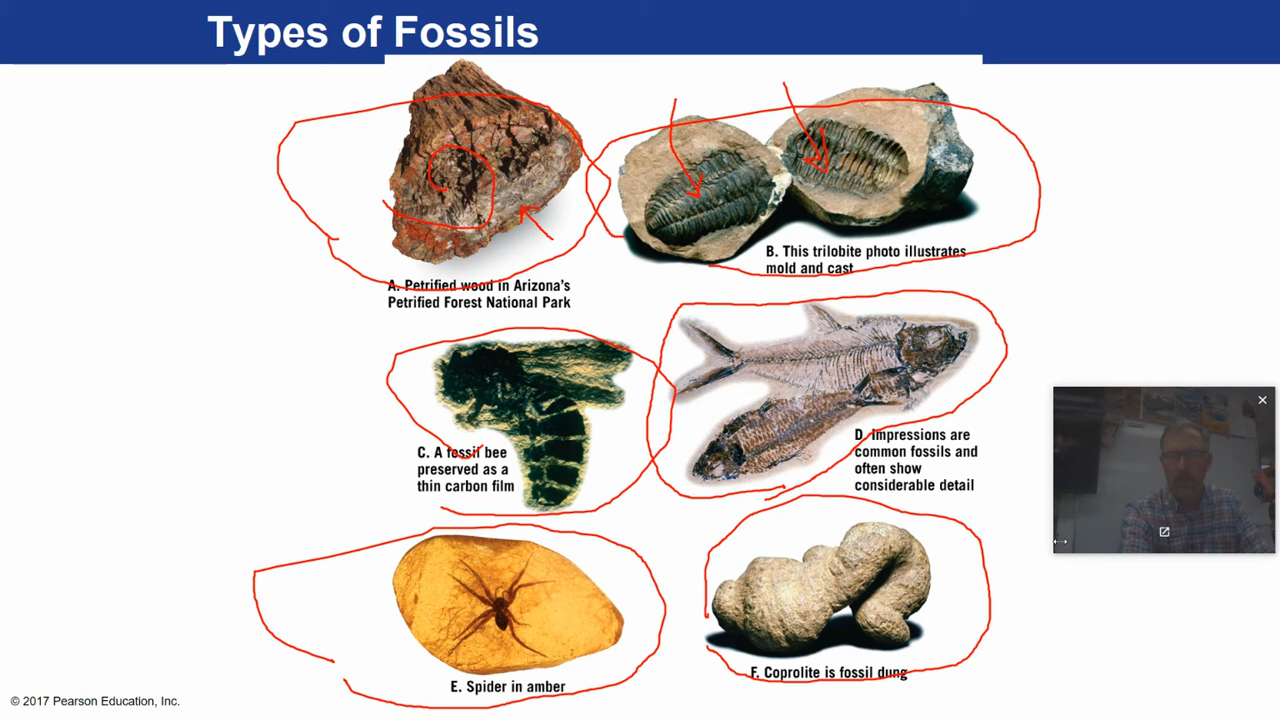 Types of Fossils
A. Petrified wood in Arizona's
Petrified Forest National Park
B. This trilobite photo illustrates
mold and cast
C. A fossil bee
preserved as a
thin carbon film
D. Impressions are
common fossils and
often show
considerable detail
E. Spider in amber
F. Coprolite is fossil dung
© 2017 Pearson Education, Inc.